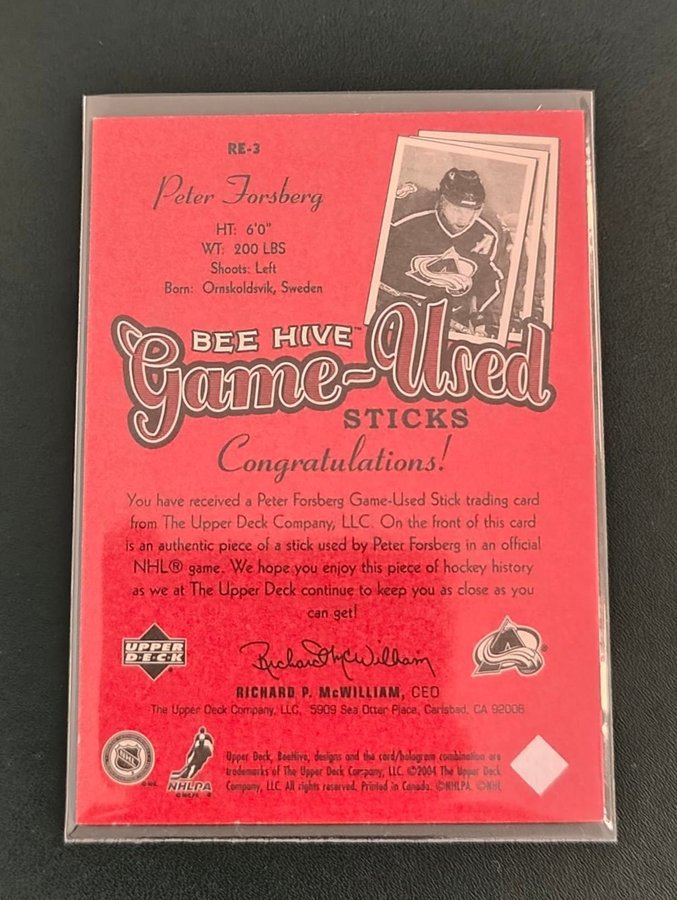 RE-3
Peter Forsberg
HT: 6'0"
WT: 200 LBS
Shoots: Left
Born: Ornskoldsvik, Sweden
A
BEE HIVE™
Game-Used
STICKS
Congratulations!
You have received a Peter Forsberg Game-Used Stick trading card
from The Upper Deck Company, LLC. On the front of this card
is an authentic piece of a stick used by Peter Forsberg in an official
NHL® game. We hope you enjoy this piece of hockey history
as we at The Upper Deck continue to keep you as close as you
can get!
UPPER
DECK
Richard P. McWilliam
RICHARD P. McWILLIAM, CEO
The Upper Deck Company, LLC, 5909 Sea Otter Place, Carlsbad, CA 92008
NHL
NHLPA
Upper Deck, BeeHive, designs and the card/hologram combination are
trademarks of The Upper Deck Company, LLC. ©2004 The Upper Deck
Company, LLC. All rights reserved. Printed in Canada. ©NHLPA. ©NHL